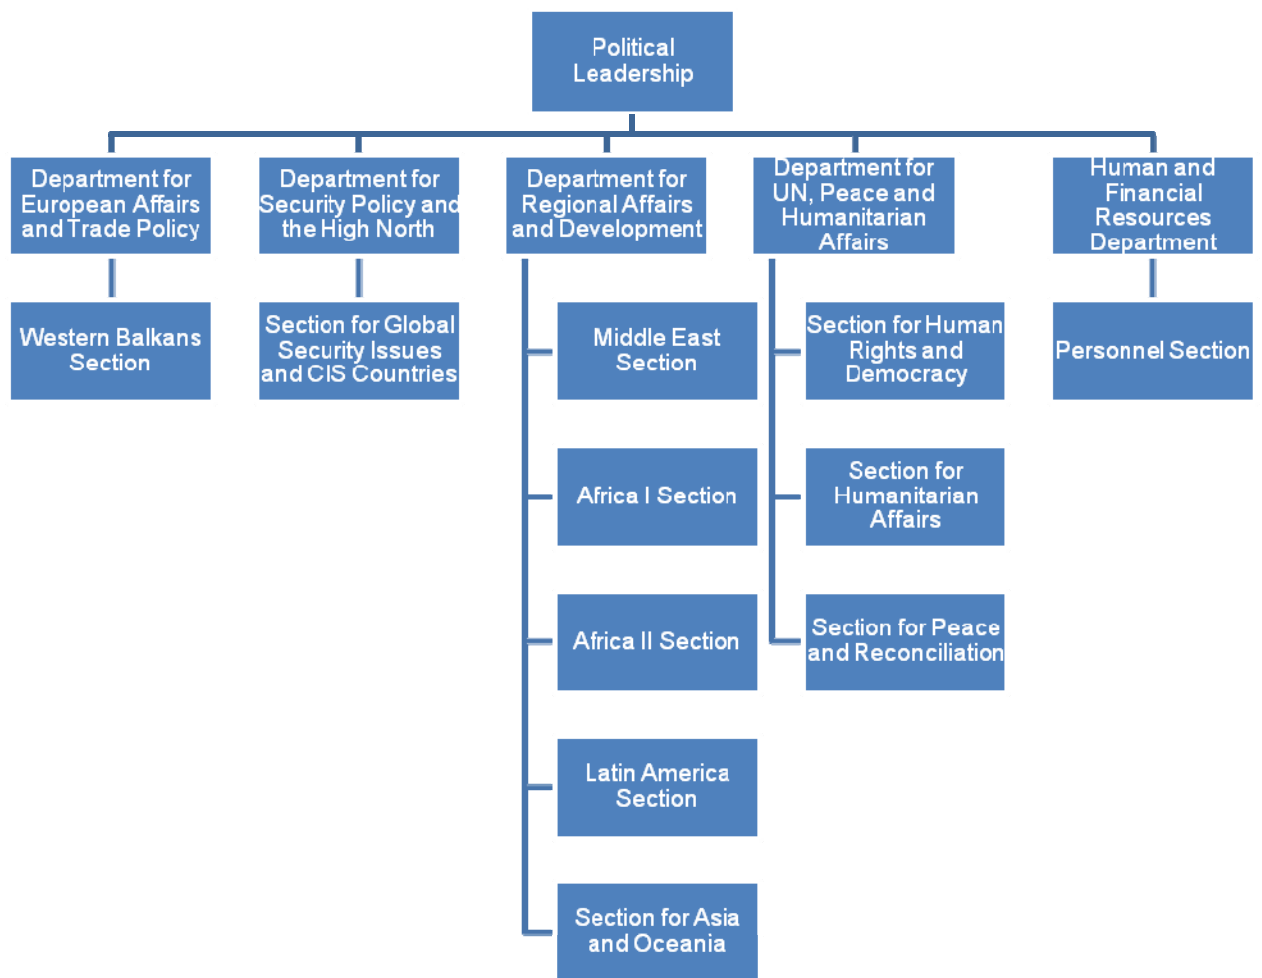 Political
Leadership
Department for
European Affairs
and Trade Policy
Department for
Security Policy and
the High North
Department for
Regional Affairs
and Development
Department for
UN, Peace and
Humanitarian
Affairs
Human and
Financial
Resources
Department
Western Balkans
Section
Section for Global
Security Issues
and CIS Countries
Middle East
Section
Section for Human
Rights and
Democracy
Personnel Section
Africa I Section
Section for
Humanitarian
Affairs
Africa II Section
Section for Peace
and Reconciliation
Latin America
Section
Section for Asia
and Oceania